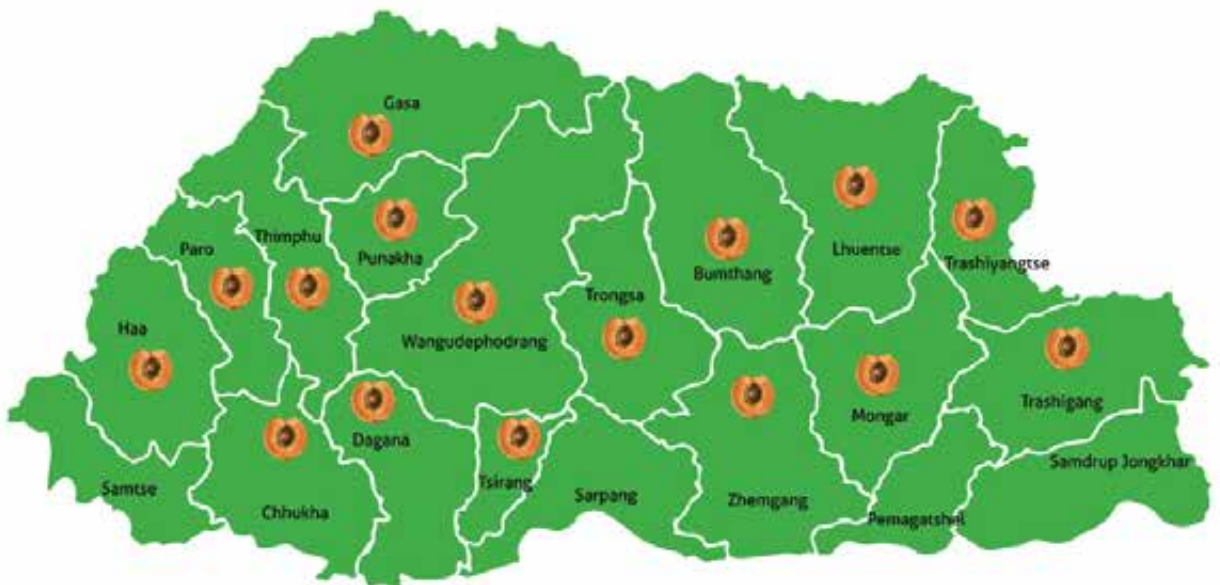 Gasa
Thimphu
Paro
Punakha
Lhuentse
Trashiyangtse
Bumthang
Trongsa
Haa
Wangudephodrang
Trashigang
Mongar
Dagana
Samdrup Jongkhar
Tsirang
Samtse
Sarpang
Zhemgang
Chhukha
Pemagatshel